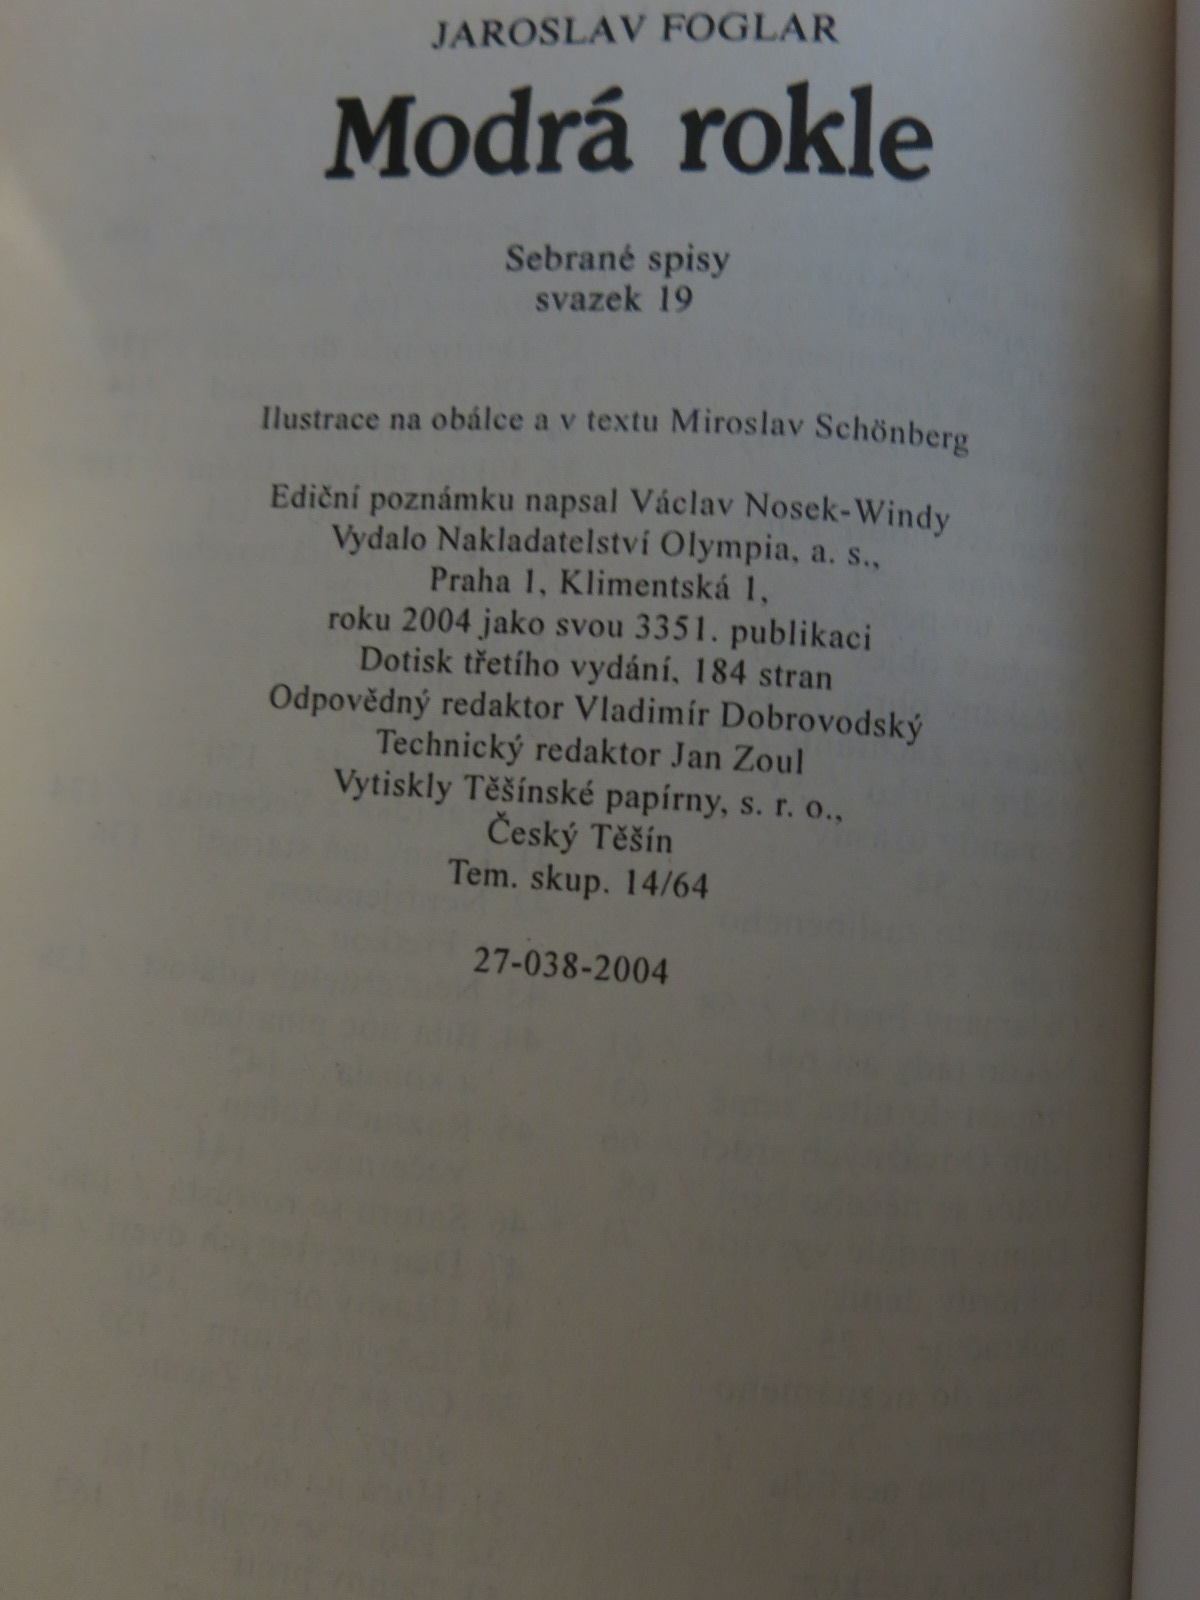 JAROSLAV FOGLAR
Modrá rokle
Sebrané spisy
svazek 19
Ilustrace na obálce a v textu Miroslav Schönberg
Ediční poznámku napsal Václav Nosek-Windy
Vydalo Nakladatelství Olympia, a. s.,
Praha 1, Klimentská 1,
roku 2004 jako svou 3351. publikaci
Dotisk třetího vydání, 184 stran
Odpovědný redaktor Vladimír Dobrovodský
Technický redaktor Jan Zoul
Vytiskly Těšínské papírny, s. r. o.,
Český Těšín
Tem. skup. 14/64
27-038-2004